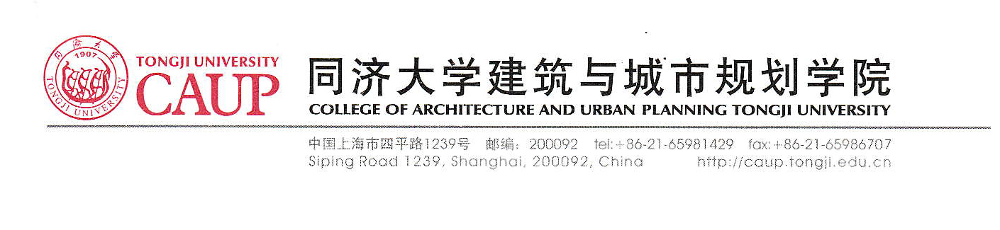 同济大学
1907
TONGJI UNIVERSITY
TONGJI UNIVERSITY
CAUP
同济大学建筑与城市规划学院
COLLEGE OF ARCHITECTURE AND URBAN PLANNING TONGJI UNIVERSITY
中国上海市四平路1239号 邮编：200092 tel:+86-21-65981429 fax:+86-21-65986707
Siping Road 1239, Shanghai, 200092, China http://caup.tongji.edu.cn